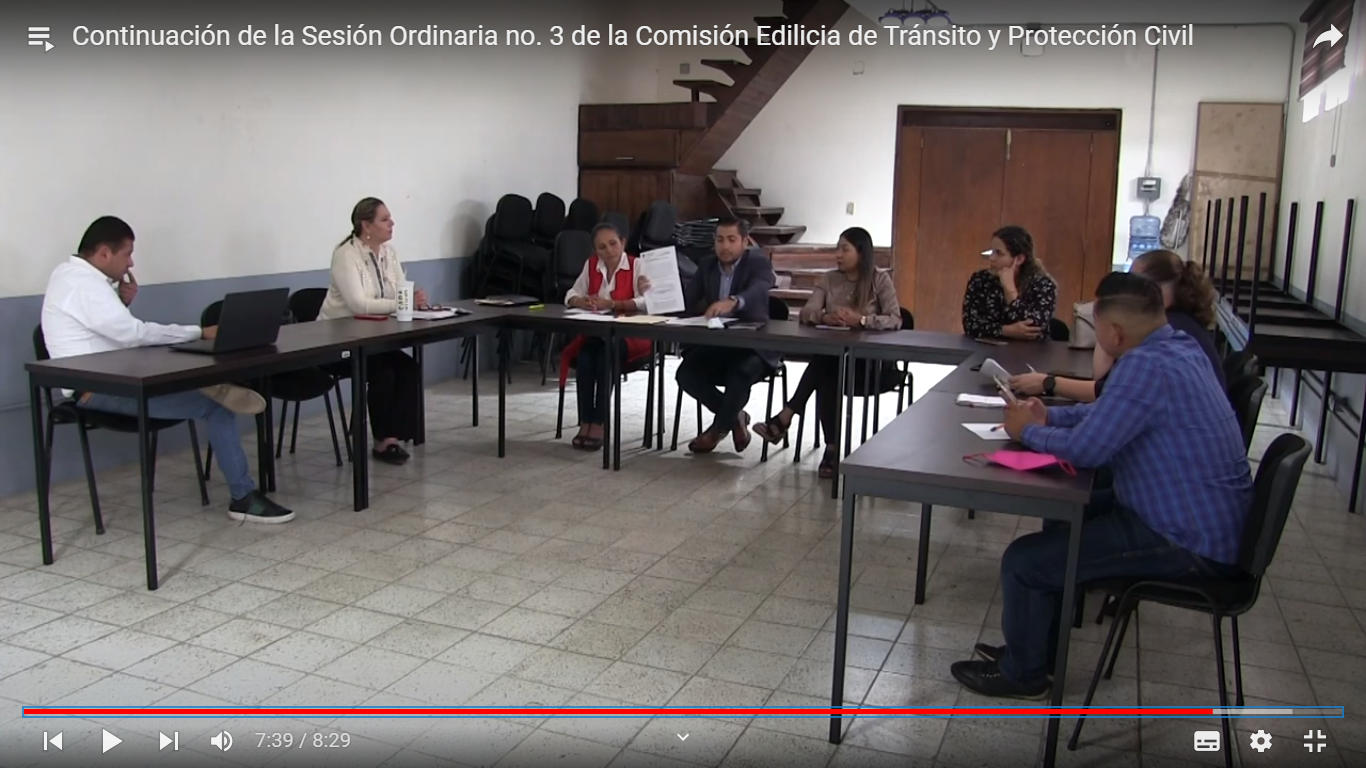 Continuación de la Sesión Ordinaria no. 3 de la Comisión Edilicia de Tránsito y Protección Civil
7:39 / 8:29